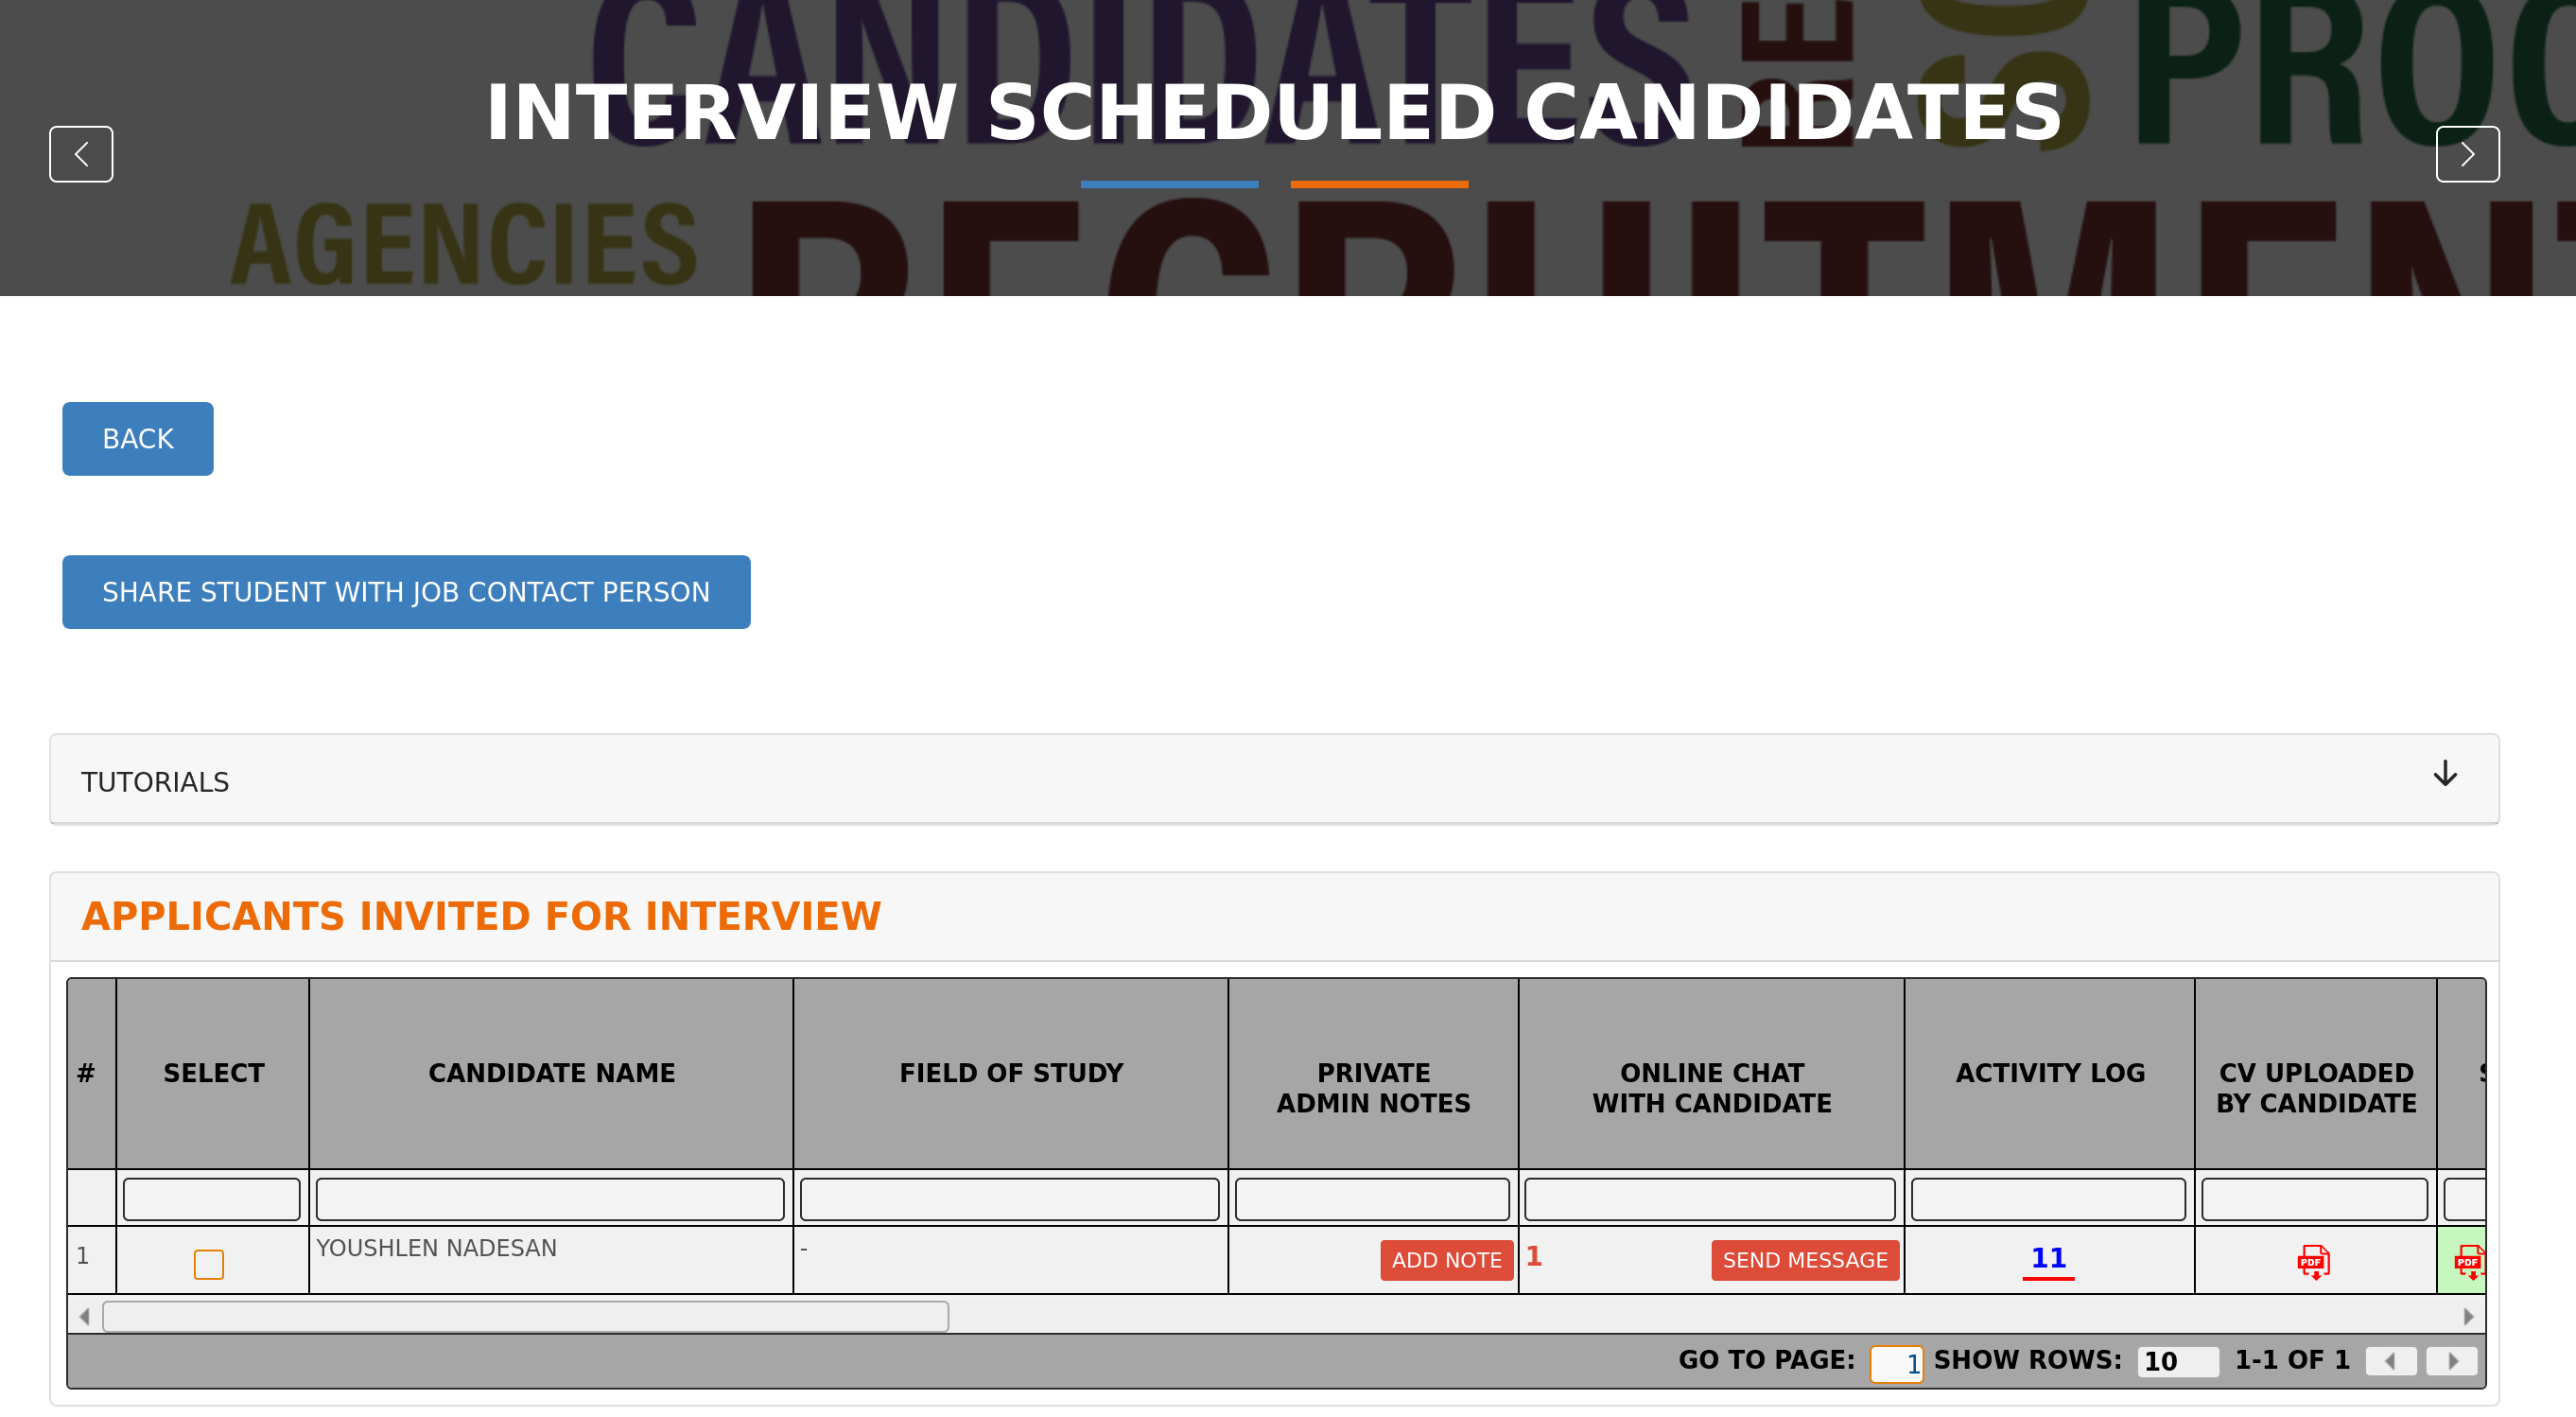 CANDIDATES
PROC
INTERVIEW SCHEDULED CANDIDATES
AGENCIES
RECRUITMENT
BACK
SHARE STUDENT WITH JOB CONTACT PERSON
TUTORIALS
APPLICANTS INVITED FOR INTERVIEW
# SELECT CANDIDATE NAME FIELD OF STUDY PRIVATE ADMIN NOTES ONLINE CHAT WITH CANDIDATE ACTIVITY LOG CV UPLOADED BY CANDIDATE S
1 YOUSHLEN NADESAN - ADD NOTE 1 SEND MESSAGE 11 PDF PDF
GO TO PAGE: 1 SHOW ROWS: 10 1-1 OF 1